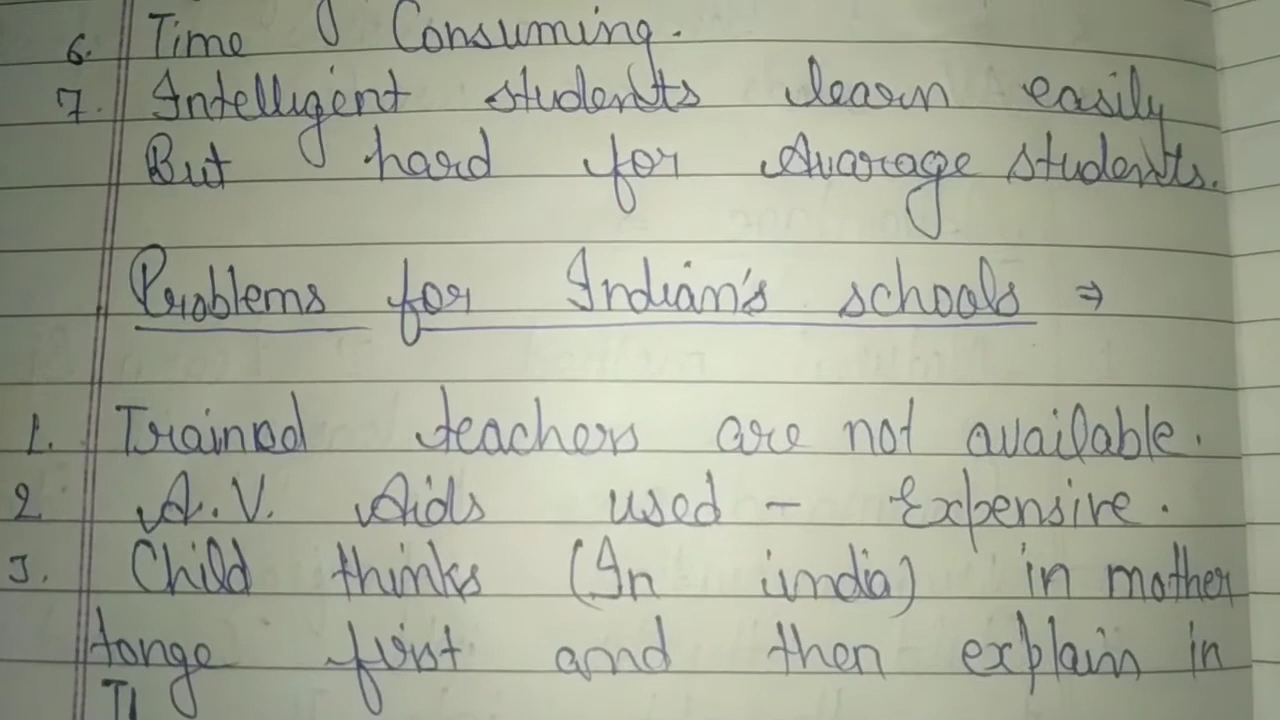 6. Time Consuming.
7. Intelligent students learn easily
But hard for Avarage students.
Problems for Indian's schools ⇒
1. Trained teachers are not available.
2 A.V. Aids used - Expensive.
3. Child thinks (In india) in mother
tonge first and then explain in